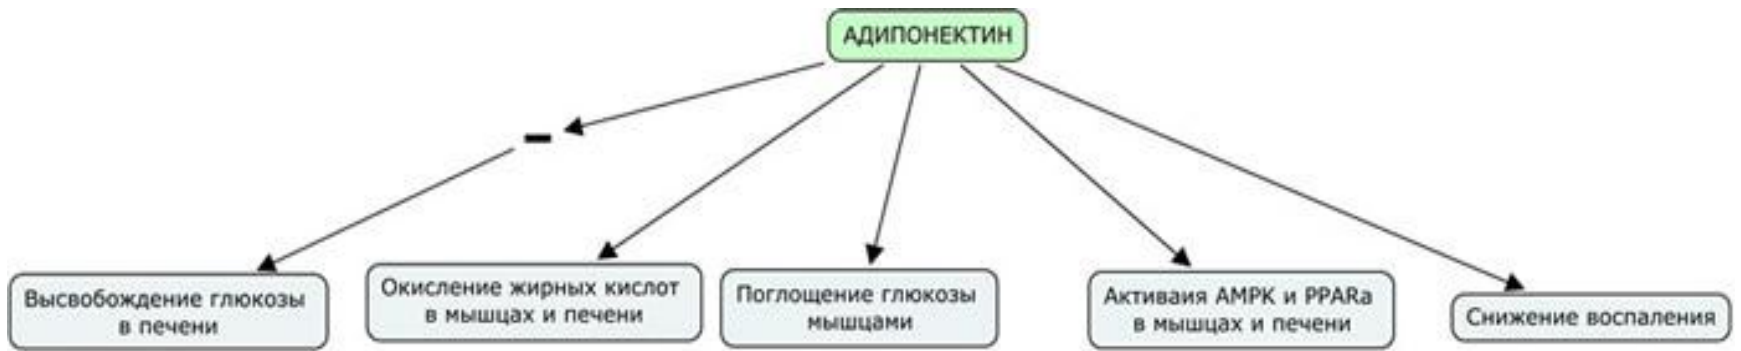 АДИПОНЕКТИН
–
Высвобождение глюкозы
в печени
Окисление жирных кислот
в мышцах и печени
Поглощение глюкозы
мышцами
Активаия AMPK и PPARa
в мышцах и печени
Снижение воспаления